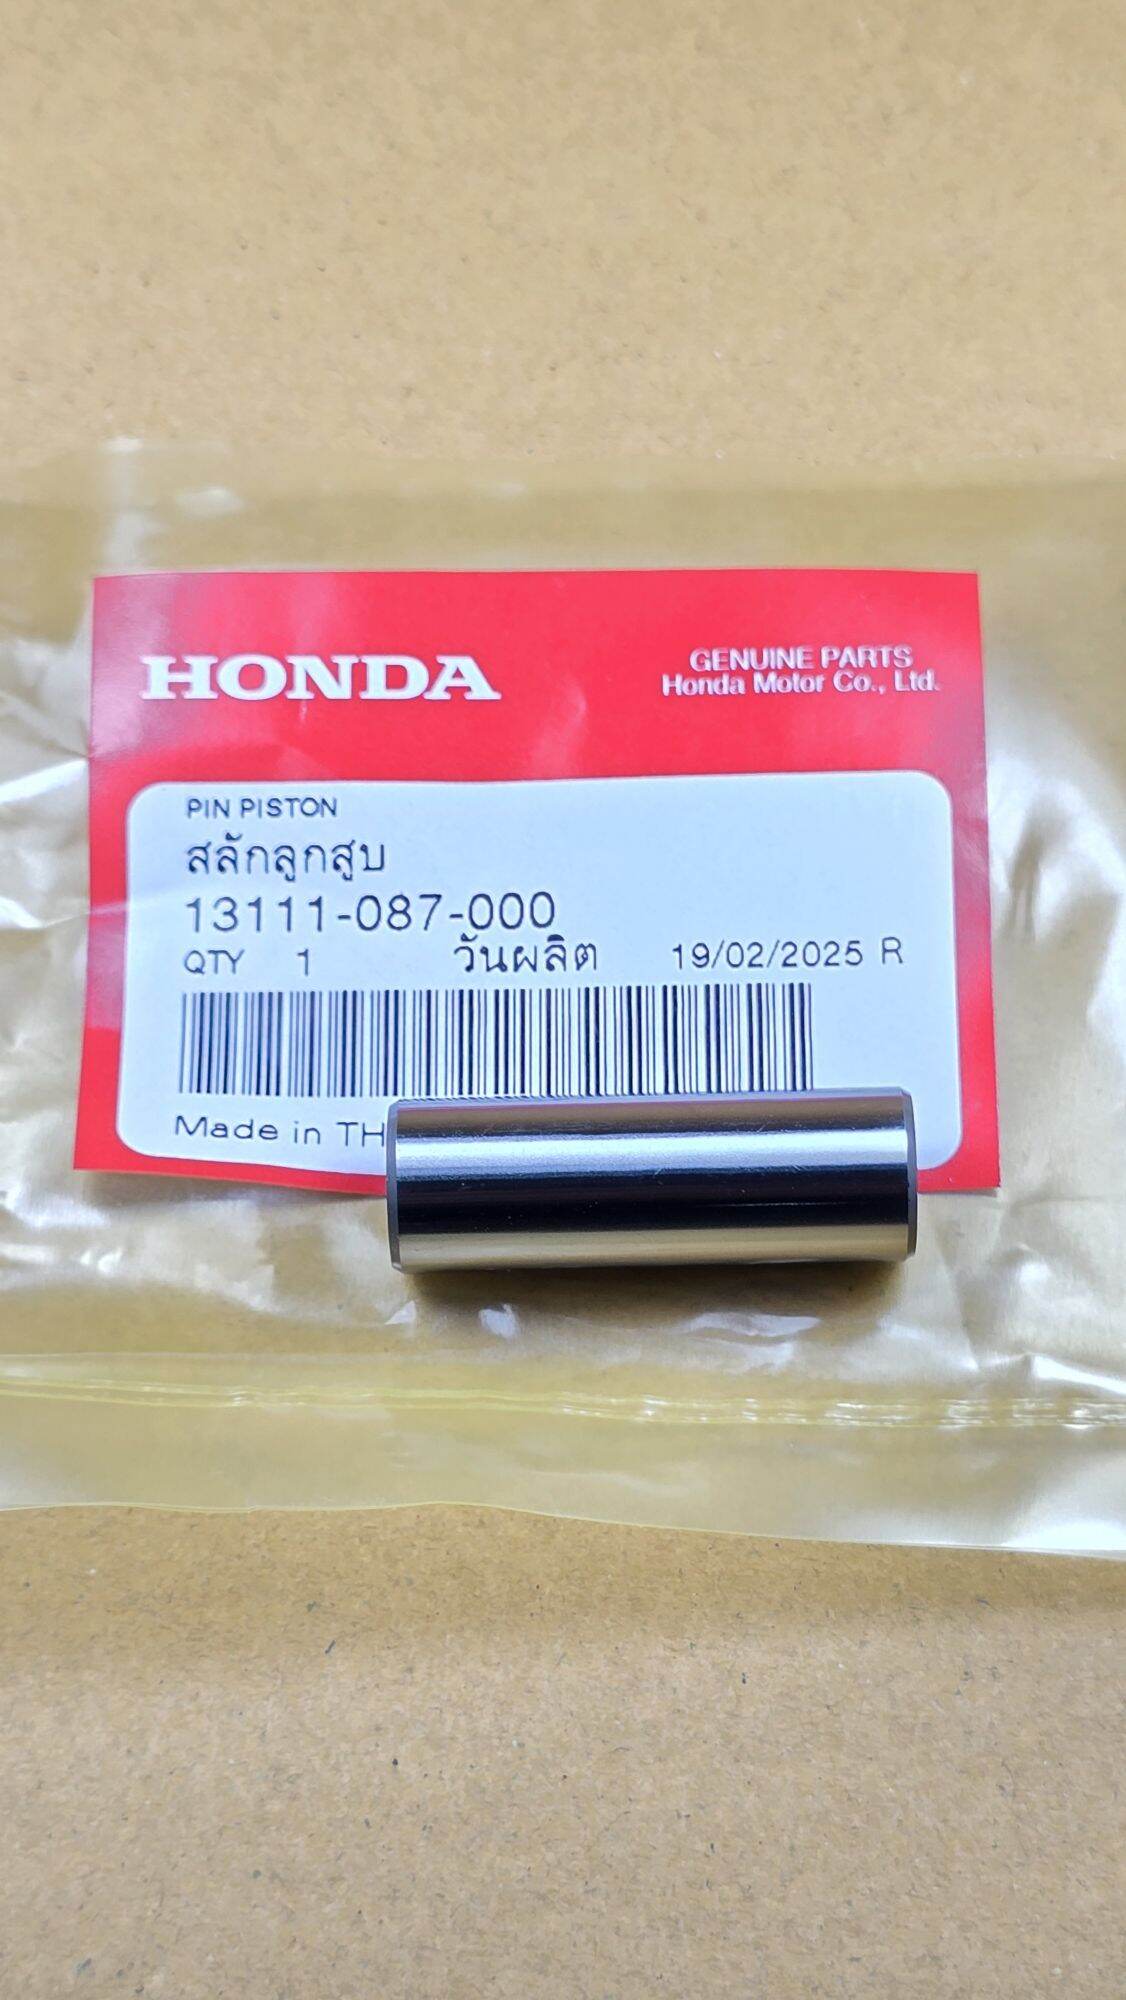 HONDA
GENUINE PARTS
Honda Motor Co., Ltd.
PIN PISTON
สลักลูกสูบ
13111-087-000
QTY 1 วันผลิต 19/02/2025 R
Made in TH